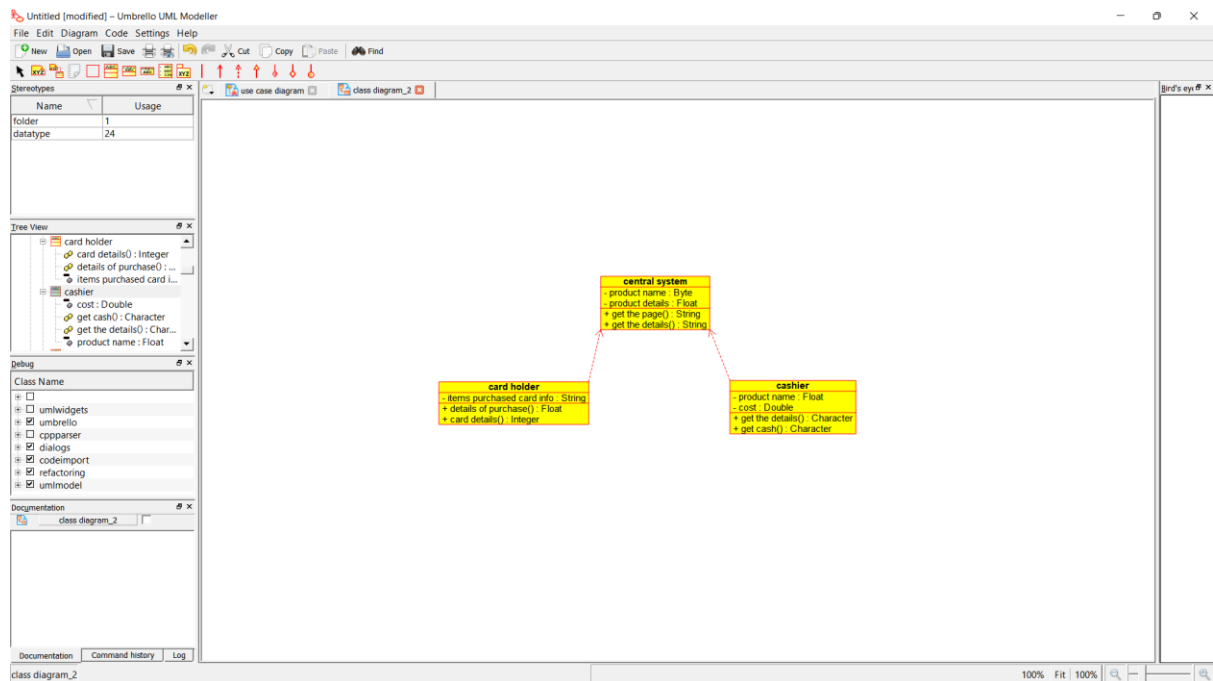 Untitled [modified] – Umbrello UML Modeller
File Edit Diagram Code Settings Help
New Open Save Cut Copy Paste Find
Stereotypes
Name Usage
folder 1
datatype 24
Tree View
card holder
card details() : Integer
details of purchase() : ...
items purchased card i...
cashier
cost : Double
get cash() : Character
get the details() : Char...
product name : Float
Debug
Class Name
umlwidgets
umbrello
cppparser
dialogs
codeimport
refactoring
umlmodel
Documentation
class diagram_2
Documentation Command history Log
class diagram_2
use case diagram class diagram_2
central system
- product name : Byte
- product details : Float
+ get the page() : String
+ get the details() : String
card holder
- items purchased card info : String
+ details of purchase() : Float
+ card details() : Integer
cashier
- product name : Float
- cost : Double
+ get the details() : Character
+ get cash() : Character
Bird's eye
100% Fit 100%